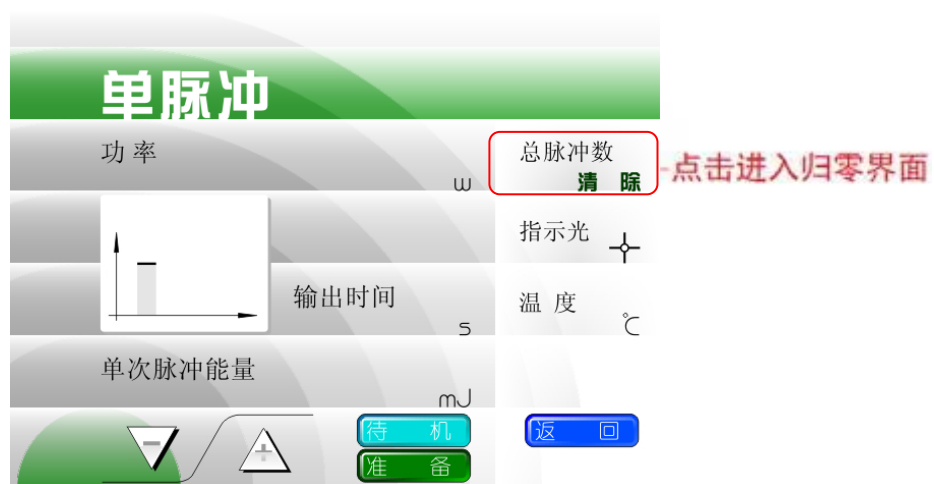 单脉冲
功 率
W
总脉冲数
清 除
-点击进入归零界面
指示光
输出时间
s
温 度
℃
单次脉冲能量
mJ
− +
待 机
准 备
返 回